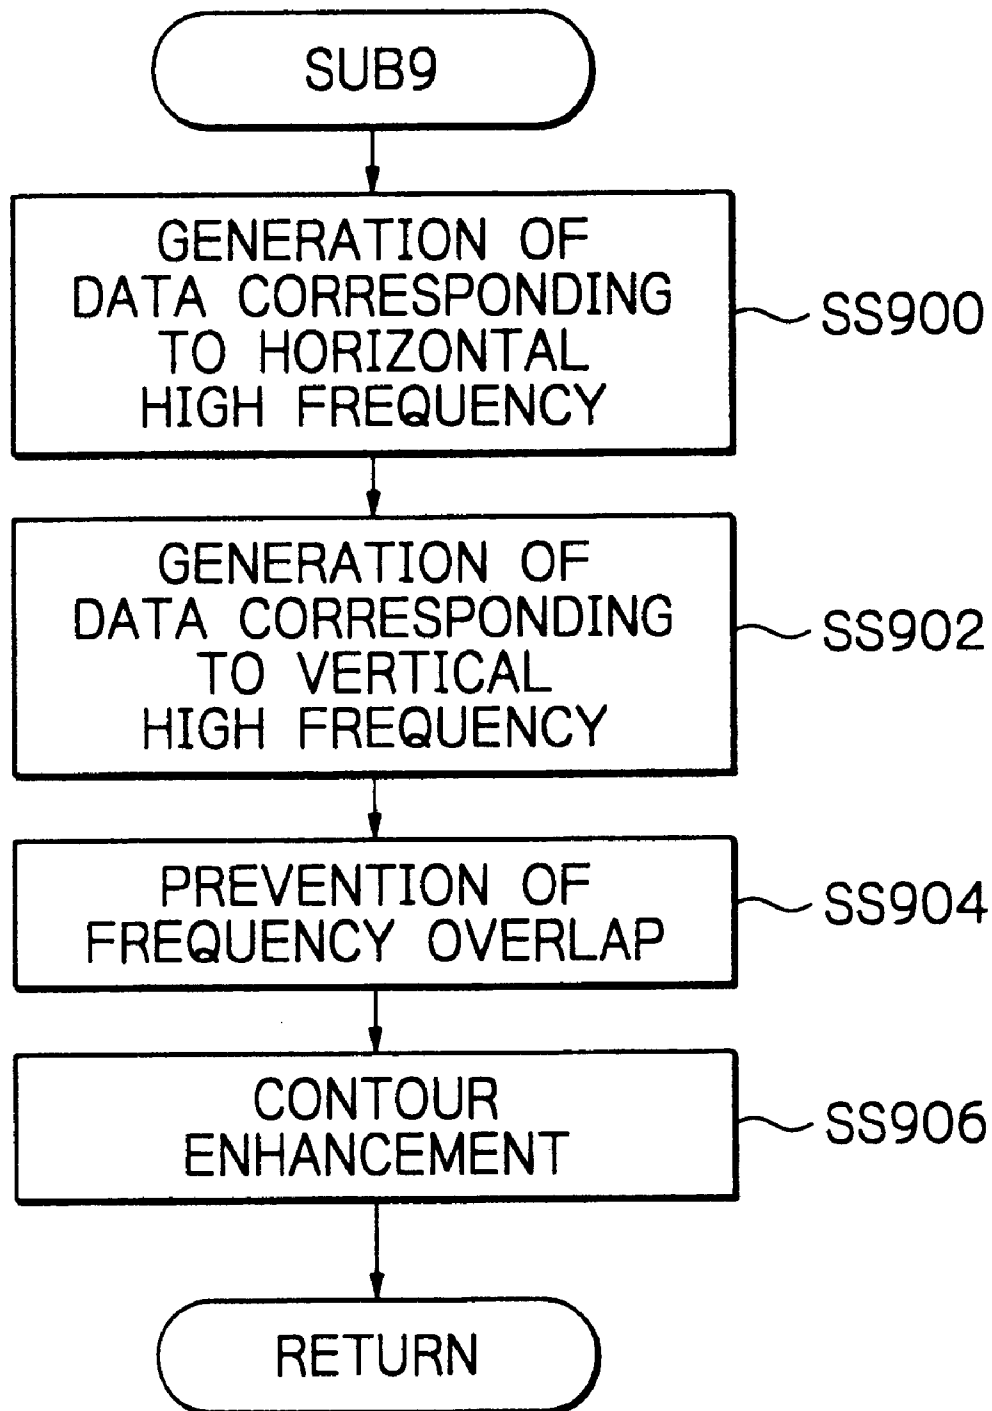 SUB9
GENERATION OF
DATA CORRESPONDING
TO HORIZONTAL
HIGH FREQUENCY
SS900
GENERATION OF
DATA CORRESPONDING
TO VERTICAL
HIGH FREQUENCY
SS902
PREVENTION OF
FREQUENCY OVERLAP
SS904
CONTOUR
ENHANCEMENT
SS906
RETURN